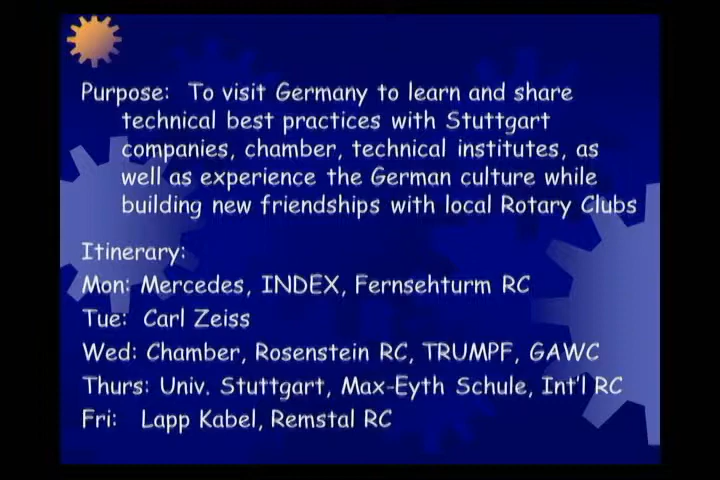 Purpose: To visit Germany to learn and share
technical best practices with Stuttgart
companies, chamber, technical institutes, as
well as experience the German culture while
building new friendships with local Rotary Clubs
Itinerary:
Mon: Mercedes, INDEX, Fernsehturm RC
Tue: Carl Zeiss
Wed: Chamber, Rosenstein RC, TRUMPF, GAWC
Thurs: Univ. Stuttgart, Max-Eyth Schule, Int'l RC
Fri: Lapp Kabel, Remstal RC